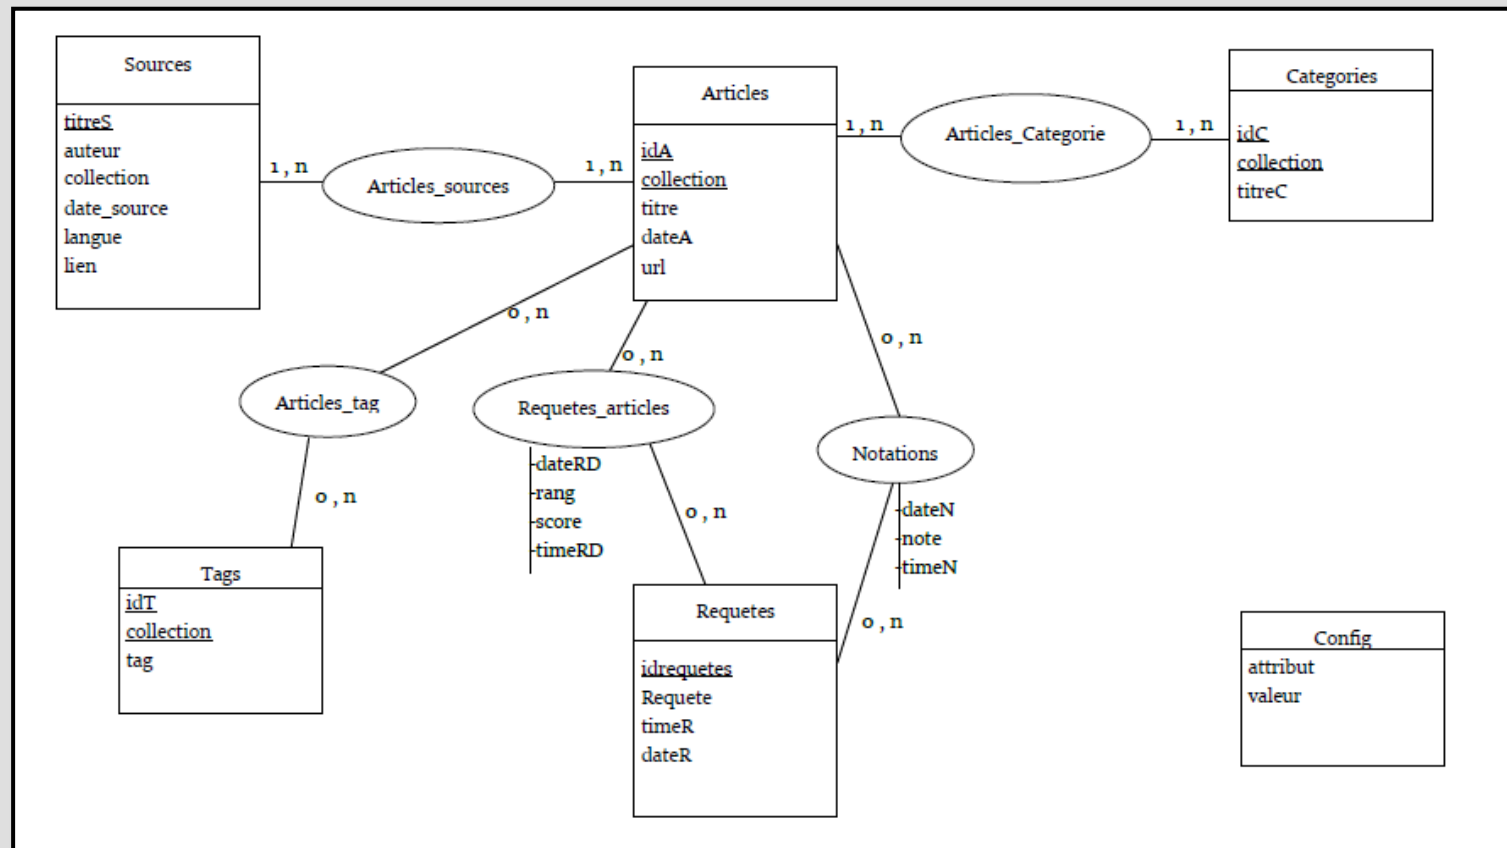 Sources
titreS
auteur
collection
date_source
langue
lien
1 , n
Articles_sources
1 , n
Articles
idA
collection
titre
dateA
url
1 , n
Articles_Categorie
1 , n
Categories
idC
collection
titreC
0 , n
Articles_tag
0 , n
Tags
idT
collection
tag
0 , n
Requetes_articles
dateRD
rang
score
timeRD
0 , n
Requetes
idrequetes
Requete
timeR
dateR
0 , n
Notations
dateN
note
timeN
0 , n
Config
attribut
valeur